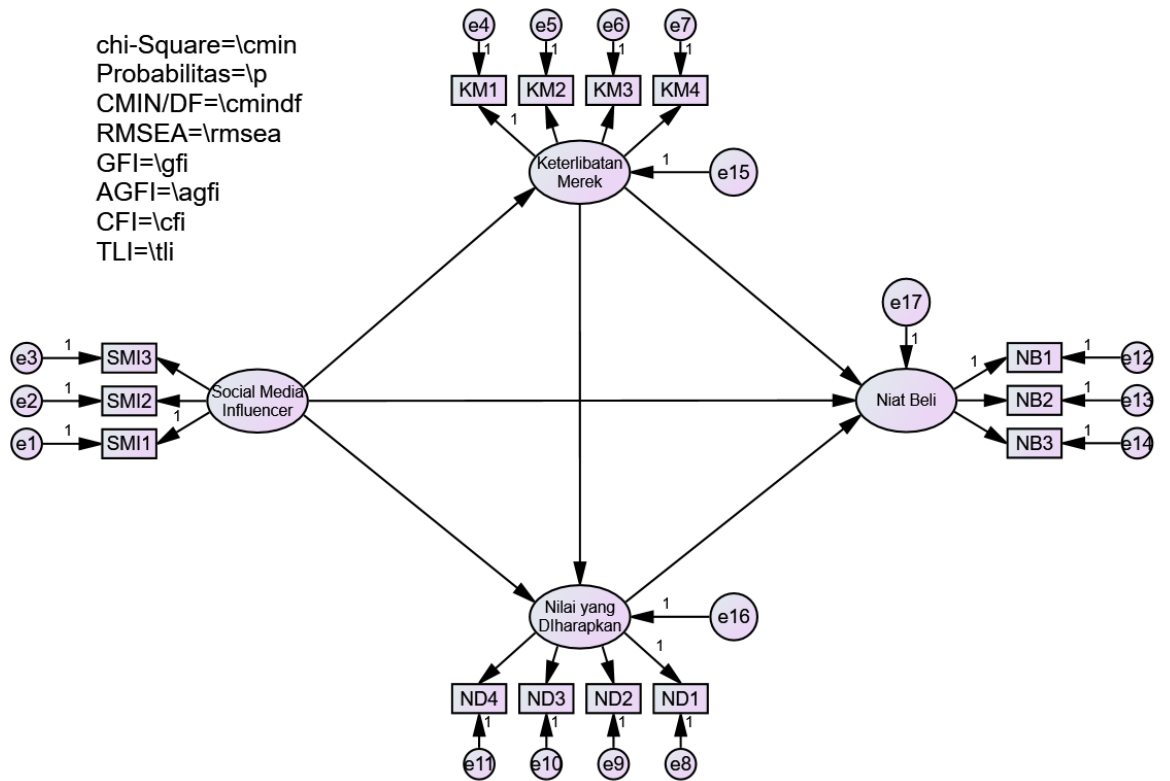 chi-Square=\cmin
Probabilitas=\p
CMIN/DF=\cmindf
RMSEA=\rmsea
GFI=\gfi
AGFI=\agfi
CFI=\cfi
TLI=\tli
e4 e5 e6 e7
1 1 1 1
KM1 KM2 KM3 KM4
1
Keterlibatan
Merek
1
e15
e17
1
e3 1 SMI3
e2 1 SMI2
e1 1 SMI1
1
Social Media
Influencer
Niat Beli
1
NB1 1 e12
NB2 1 e13
NB3 1 e14
Nilai yang
DIharapkan
1
e16
1
ND4 ND3 ND2 ND1
1 1 1 1
e11 e10 e9 e8